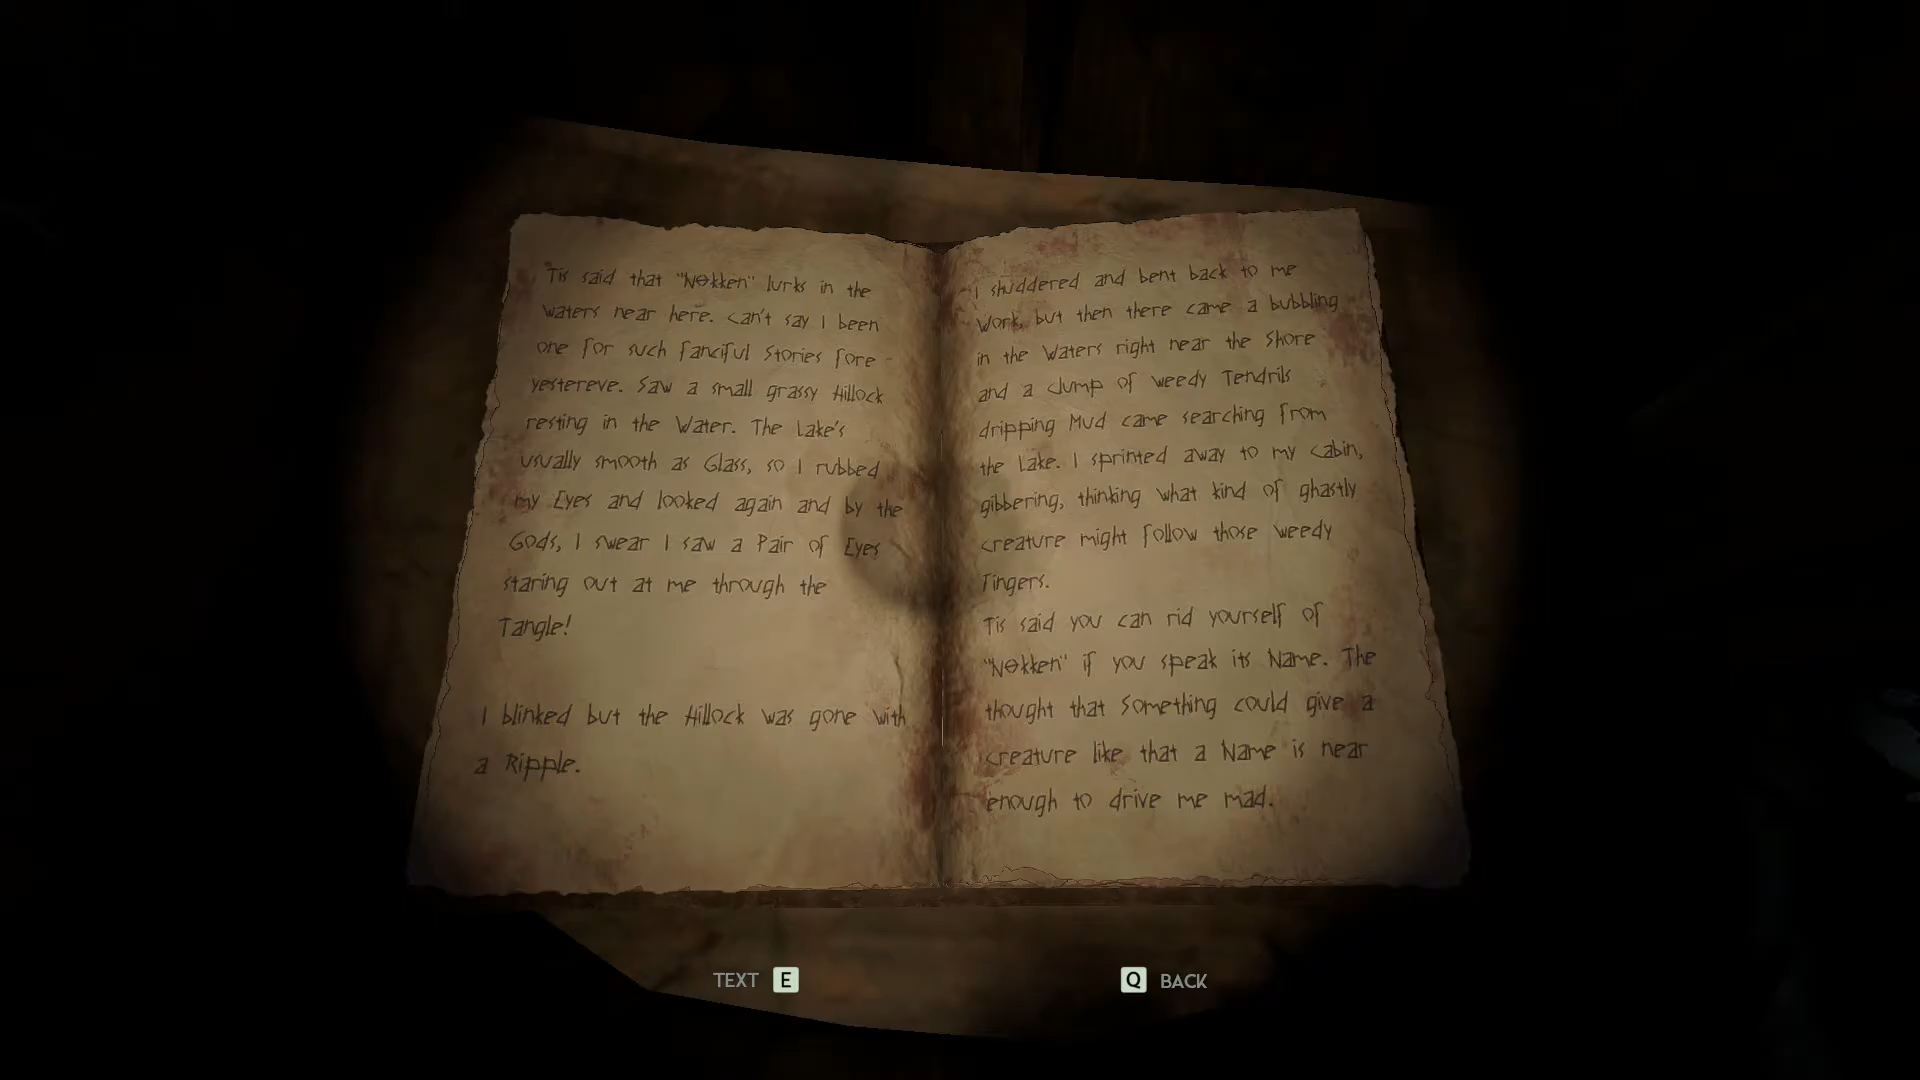 Tis said that "Nøkken" lurks in the
Waters near here. Can't say I been
one for such fanciful Stories fore
yestereve. Saw a small grassy Hillock
resting in the Water. The Lake's
usually smooth as Glass, so I rubbed
my Eyes and looked again and by the
Gods, I swear I saw a Pair of Eyes
staring out at me through the
Tangle!
I blinked but the Hillock was gone with
a Ripple.
I shuddered and bent back to me
Work, but then there came a bubbling
in the Waters right near the Shore
and a clump of weedy Tendrils
dripping Mud came searching from
the Lake. I sprinted away to my Cabin,
gibbering, thinking what kind of ghastly
creature might follow those weedy
Fingers.
Tis said you can rid yourself of
"Nøkken" if you speak its Name. The
thought that Something could give a
creature like that a Name is near
enough to drive me mad.
TEXT E
Q BACK